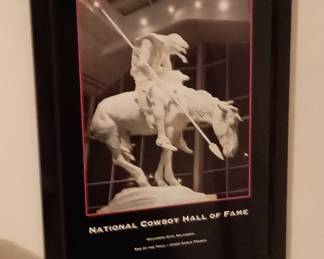 National Cowboy Hall of Fame
Oklahoma City, Oklahoma
End of the Trail - James Earle Fraser